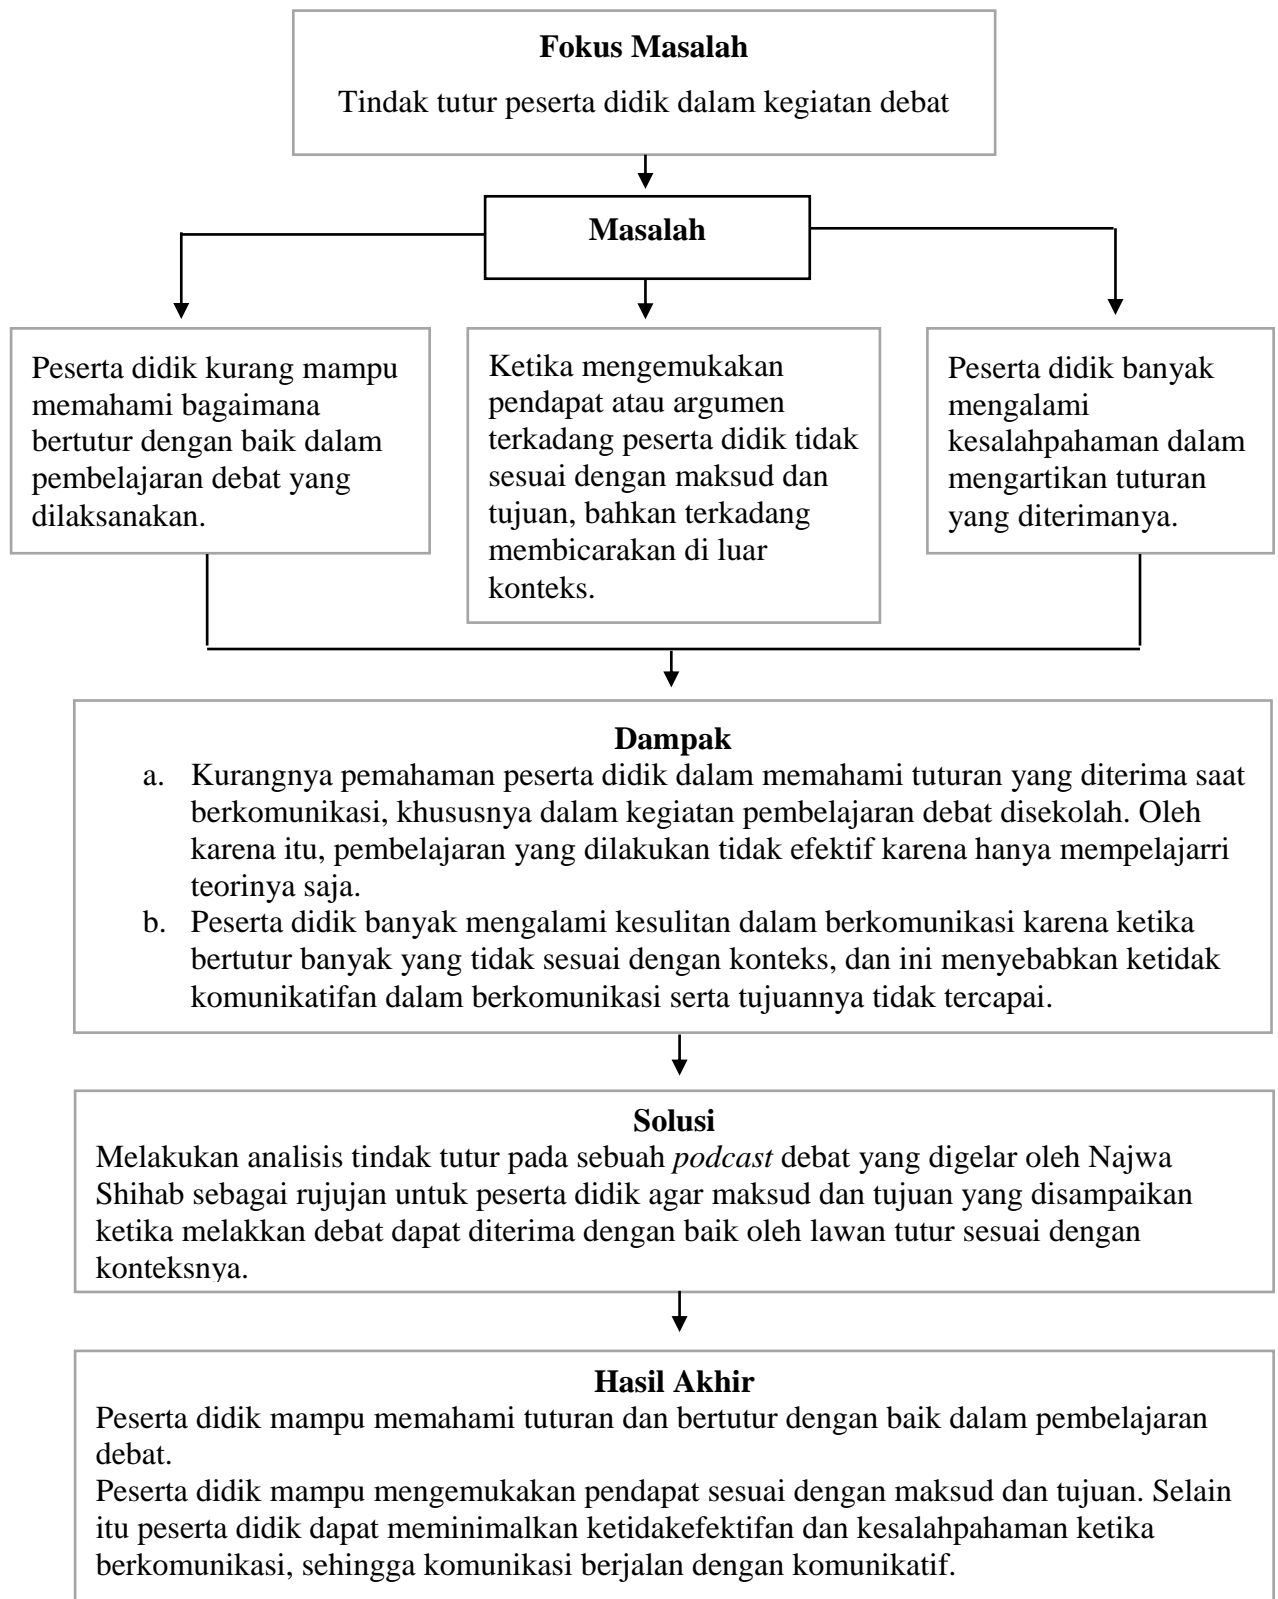 Fokus Masalah
Tindak tutur peserta didik dalam kegiatan debat
Masalah
Peserta didik kurang mampu
memahami bagaimana
bertutur dengan baik dalam
pembelajaran debat yang
dilaksanakan.
Ketika mengemukakan
pendapat atau argumen
terkadang peserta didik tidak
sesuai dengan maksud dan
tujuan, bahkan terkadang
membicarakan di luar
konteks.
Peserta didik banyak
mengalami
kesalahpahaman dalam
mengartikan tuturan
yang diterimanya.
Dampak
a. Kurangnya pemahaman peserta didik dalam memahami tuturan yang diterima saat
berkomunikasi, khususnya dalam kegiatan pembelajaran debat disekolah. Oleh
karena itu, pembelajaran yang dilakukan tidak efektif karena hanya mempelajarri
teorinya saja.
b. Peserta didik banyak mengalami kesulitan dalam berkomunikasi karena ketika
bertutur banyak yang tidak sesuai dengan konteks, dan ini menyebabkan ketidak
komunikatifan dalam berkomunikasi serta tujuannya tidak tercapai.
Solusi
Melakukan analisis tindak tutur pada sebuah podcast debat yang digelar oleh Najwa
Shihab sebagai rujujan untuk peserta didik agar maksud dan tujuan yang disampaikan
ketika melakkan debat dapat diterima dengan baik oleh lawan tutur sesuai dengan
konteksnya.
Hasil Akhir
Peserta didik mampu memahami tuturan dan bertutur dengan baik dalam pembelajaran
debat.
Peserta didik mampu mengemukakan pendapat sesuai dengan maksud dan tujuan. Selain
itu peserta didik dapat meminimalkan ketidakefektifan dan kesalahpahaman ketika
berkomunikasi, sehingga komunikasi berjalan dengan komunikatif.